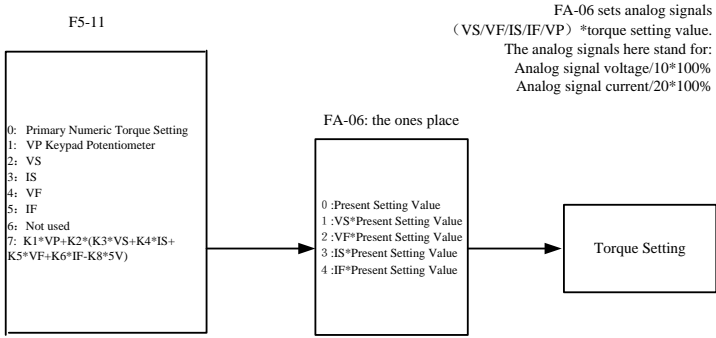 F5-11
FA-06 sets analog signals
（VS/VF/IS/IF/VP）*torque setting value.
The analog signals here stand for:
Analog signal voltage/10*100%
Analog signal current/20*100%
0: Primary Numeric Torque Setting
1: VP Keypad Potentiometer
2：VS
3：IS
4：VF
5：IF
6：Not used
7: K1*VP+K2*(K3*VS+K4*IS+
K5*VF+K6*IF-K8*5V)
FA-06: the ones place
0 :Present Setting Value
1 :VS*Present Setting Value
2 :VF*Present Setting Value
3 :IS*Present Setting Value
4 :IF*Present Setting Value
Torque Setting